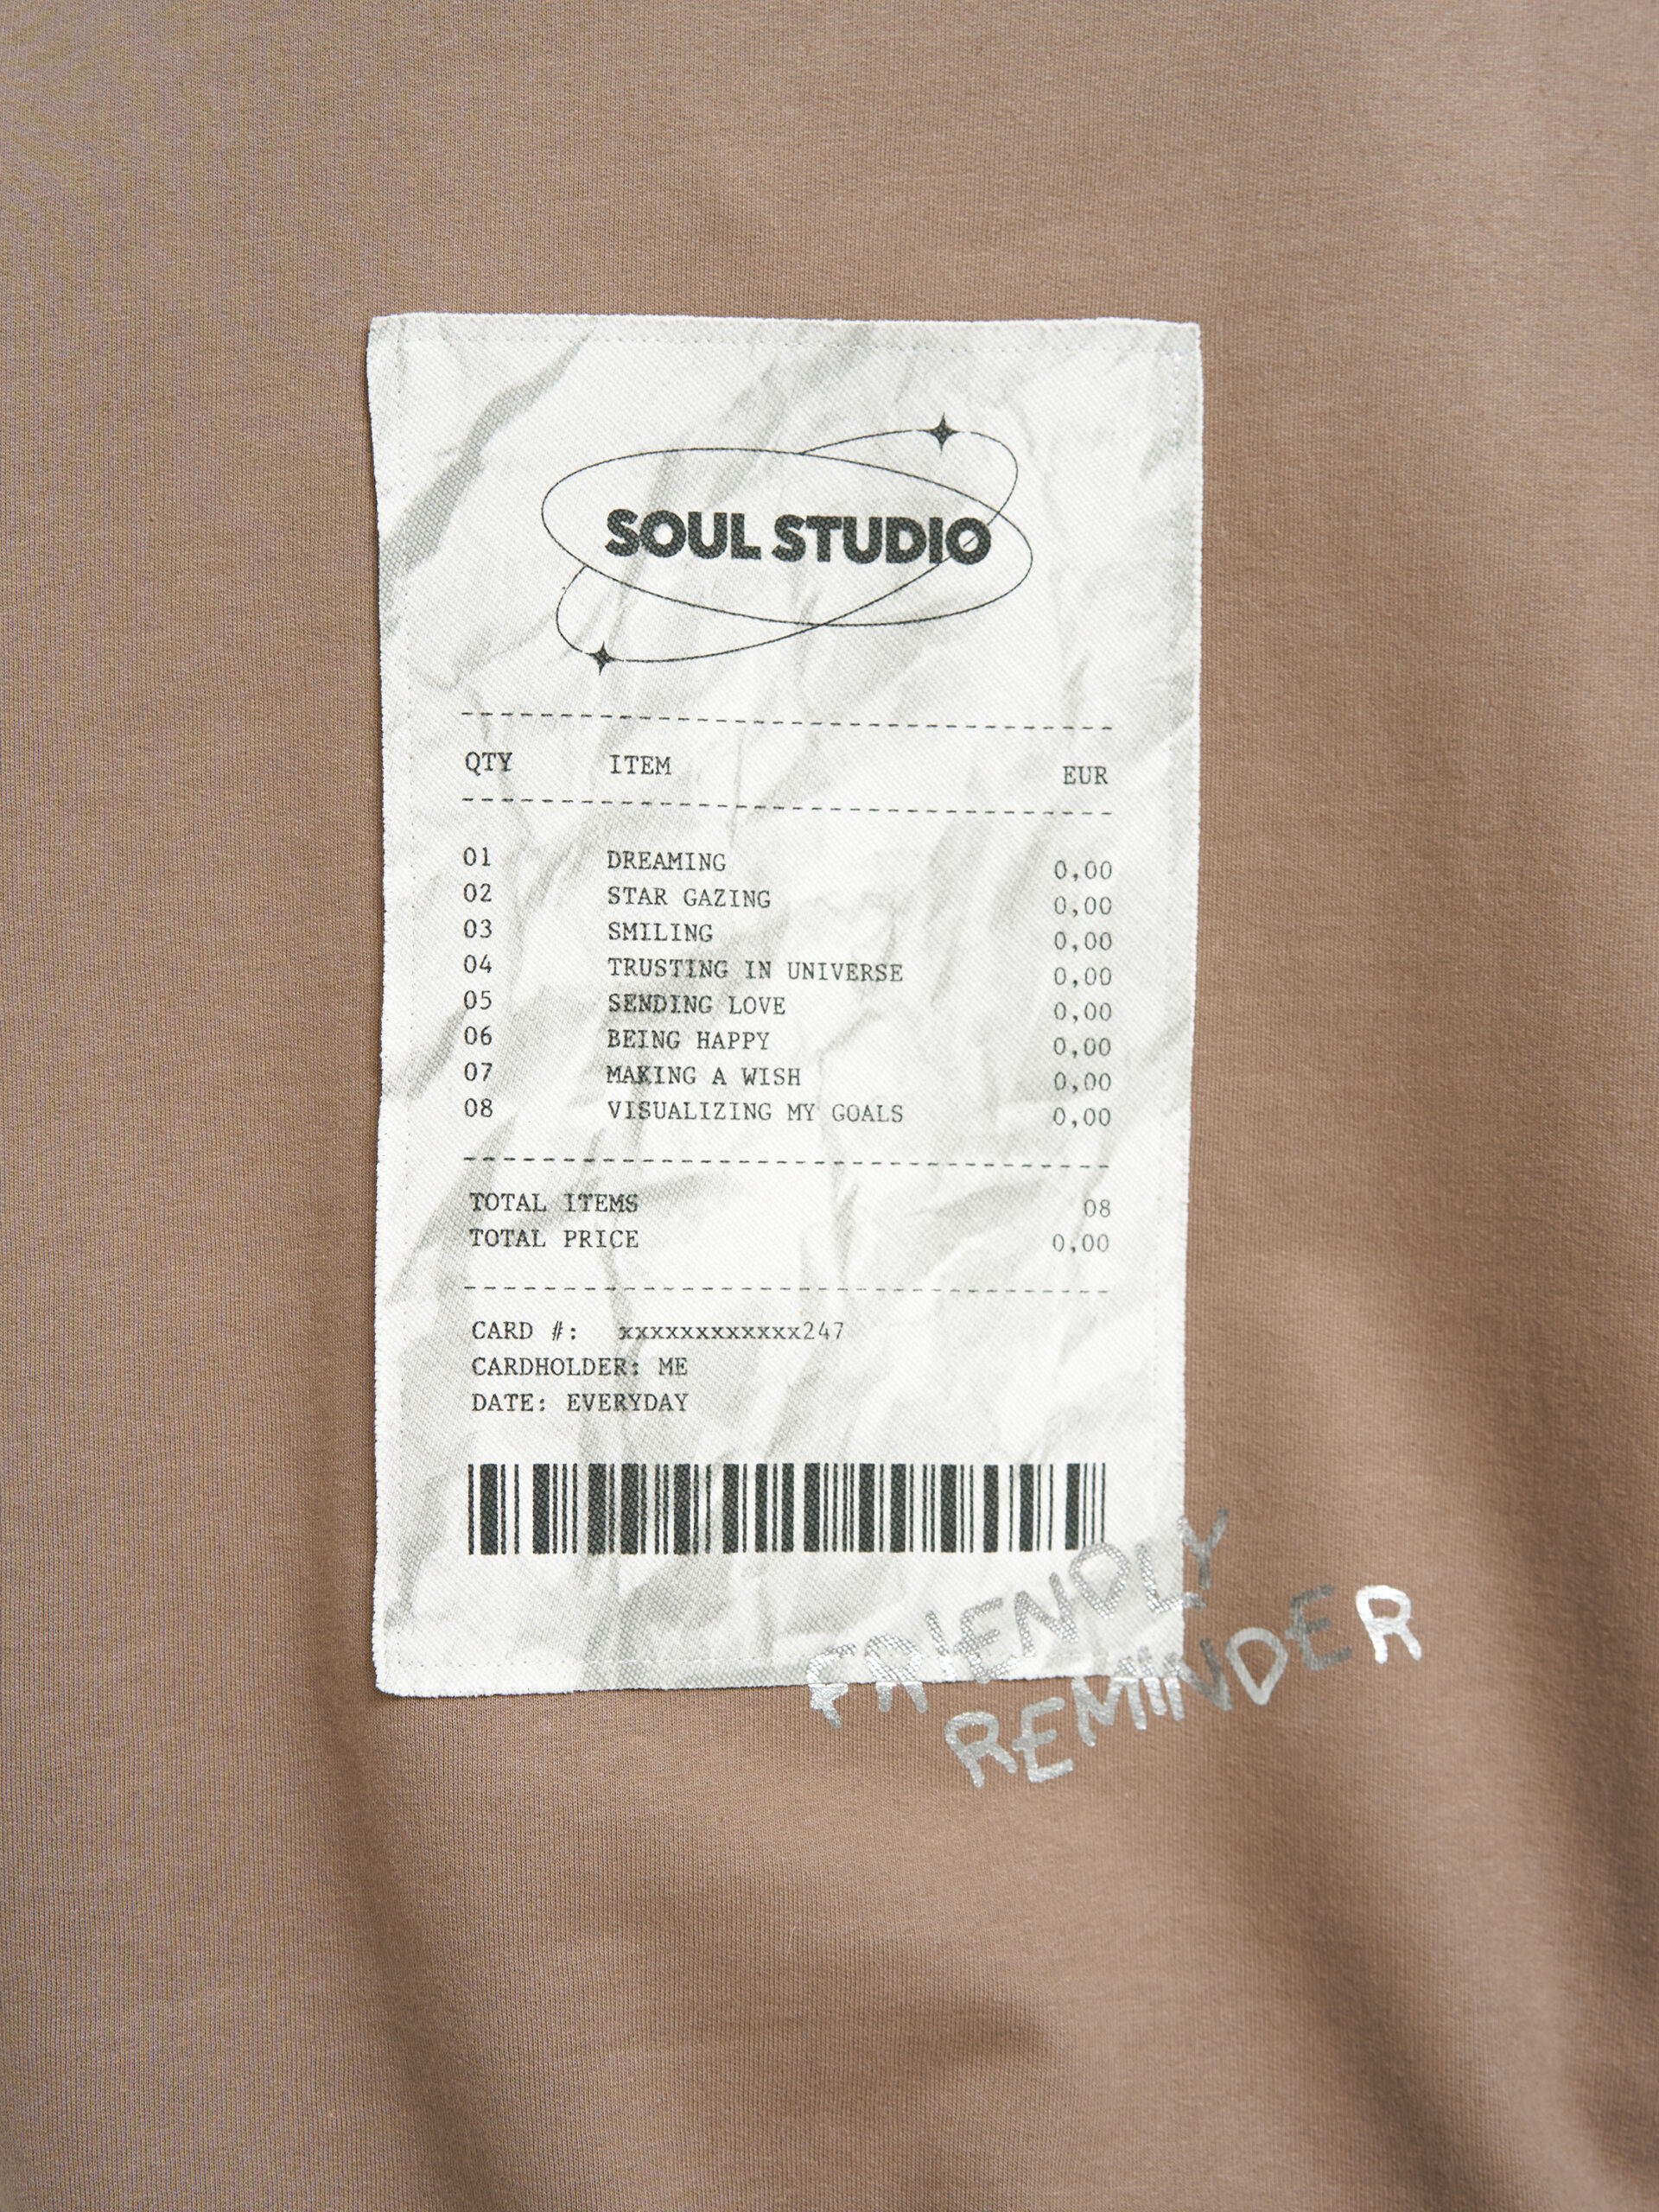 SOUL STUDIO
QTY ITEM EUR
01 DREAMING 0,00
02 STAR GAZING 0,00
03 SMILING 0,00
04 TRUSTING IN UNIVERSE 0,00
05 SENDING LOVE 0,00
06 BEING HAPPY 0,00
07 MAKING A WISH 0,00
08 VISUALIZING MY GOALS 0,00
TOTAL ITEMS 08
TOTAL PRICE 0,00
CARD #: xxxxxxxxxxxx247
CARDHOLDER: ME
DATE: EVERYDAY
FRIENDLY
REMINDER